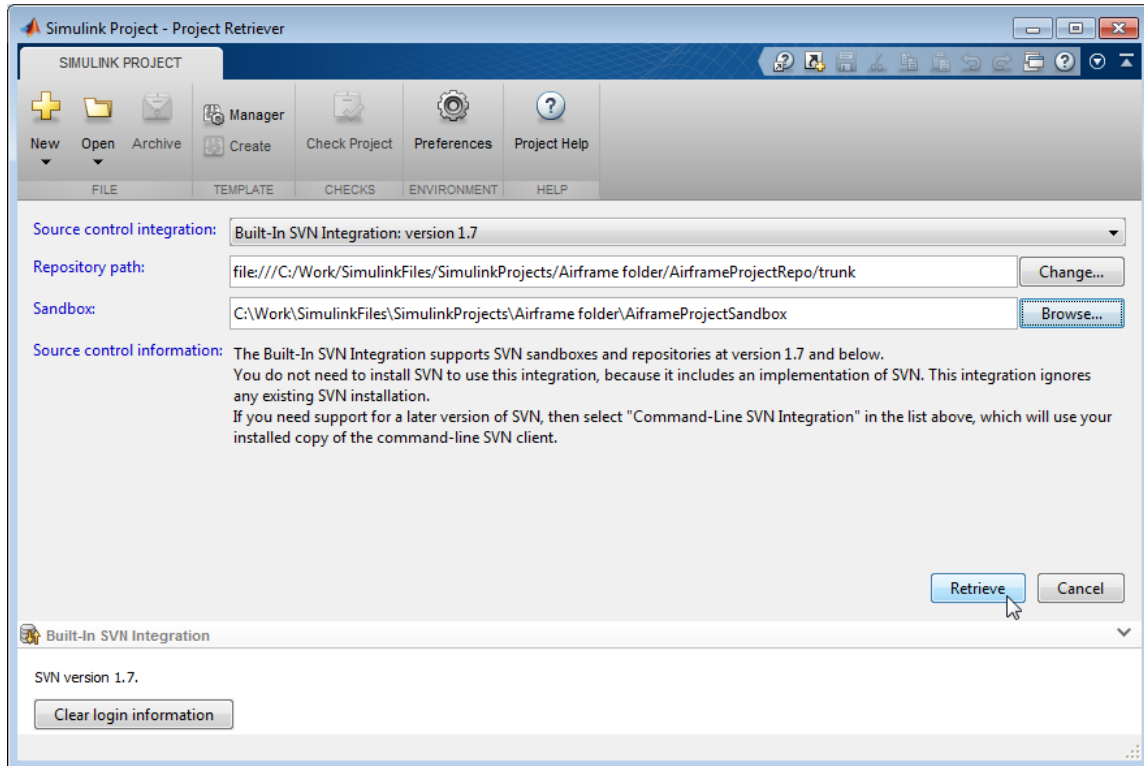 Simulink Project - Project Retriever
SIMULINK PROJECT
New
Open
Archive
Manager
Create
Check Project
Preferences
Project Help
FILE
TEMPLATE
CHECKS
ENVIRONMENT
HELP
Source control integration: Built-In SVN Integration: version 1.7
Repository path: file:///C:/Work/SimulinkFiles/SimulinkProjects/Airframe folder/AirframeProjectRepo/trunk Change...
Sandbox: C:\Work\SimulinkFiles\SimulinkProjects\Airframe folder\AiframeProjectSandbox Browse...
Source control information: The Built-In SVN Integration supports SVN sandboxes and repositories at version 1.7 and below.
You do not need to install SVN to use this integration, because it includes an implementation of SVN. This integration ignores
any existing SVN installation.
If you need support for a later version of SVN, then select "Command-Line SVN Integration" in the list above, which will use your
installed copy of the command-line SVN client.
Retrieve Cancel
Built-In SVN Integration
SVN version 1.7.
Clear login information